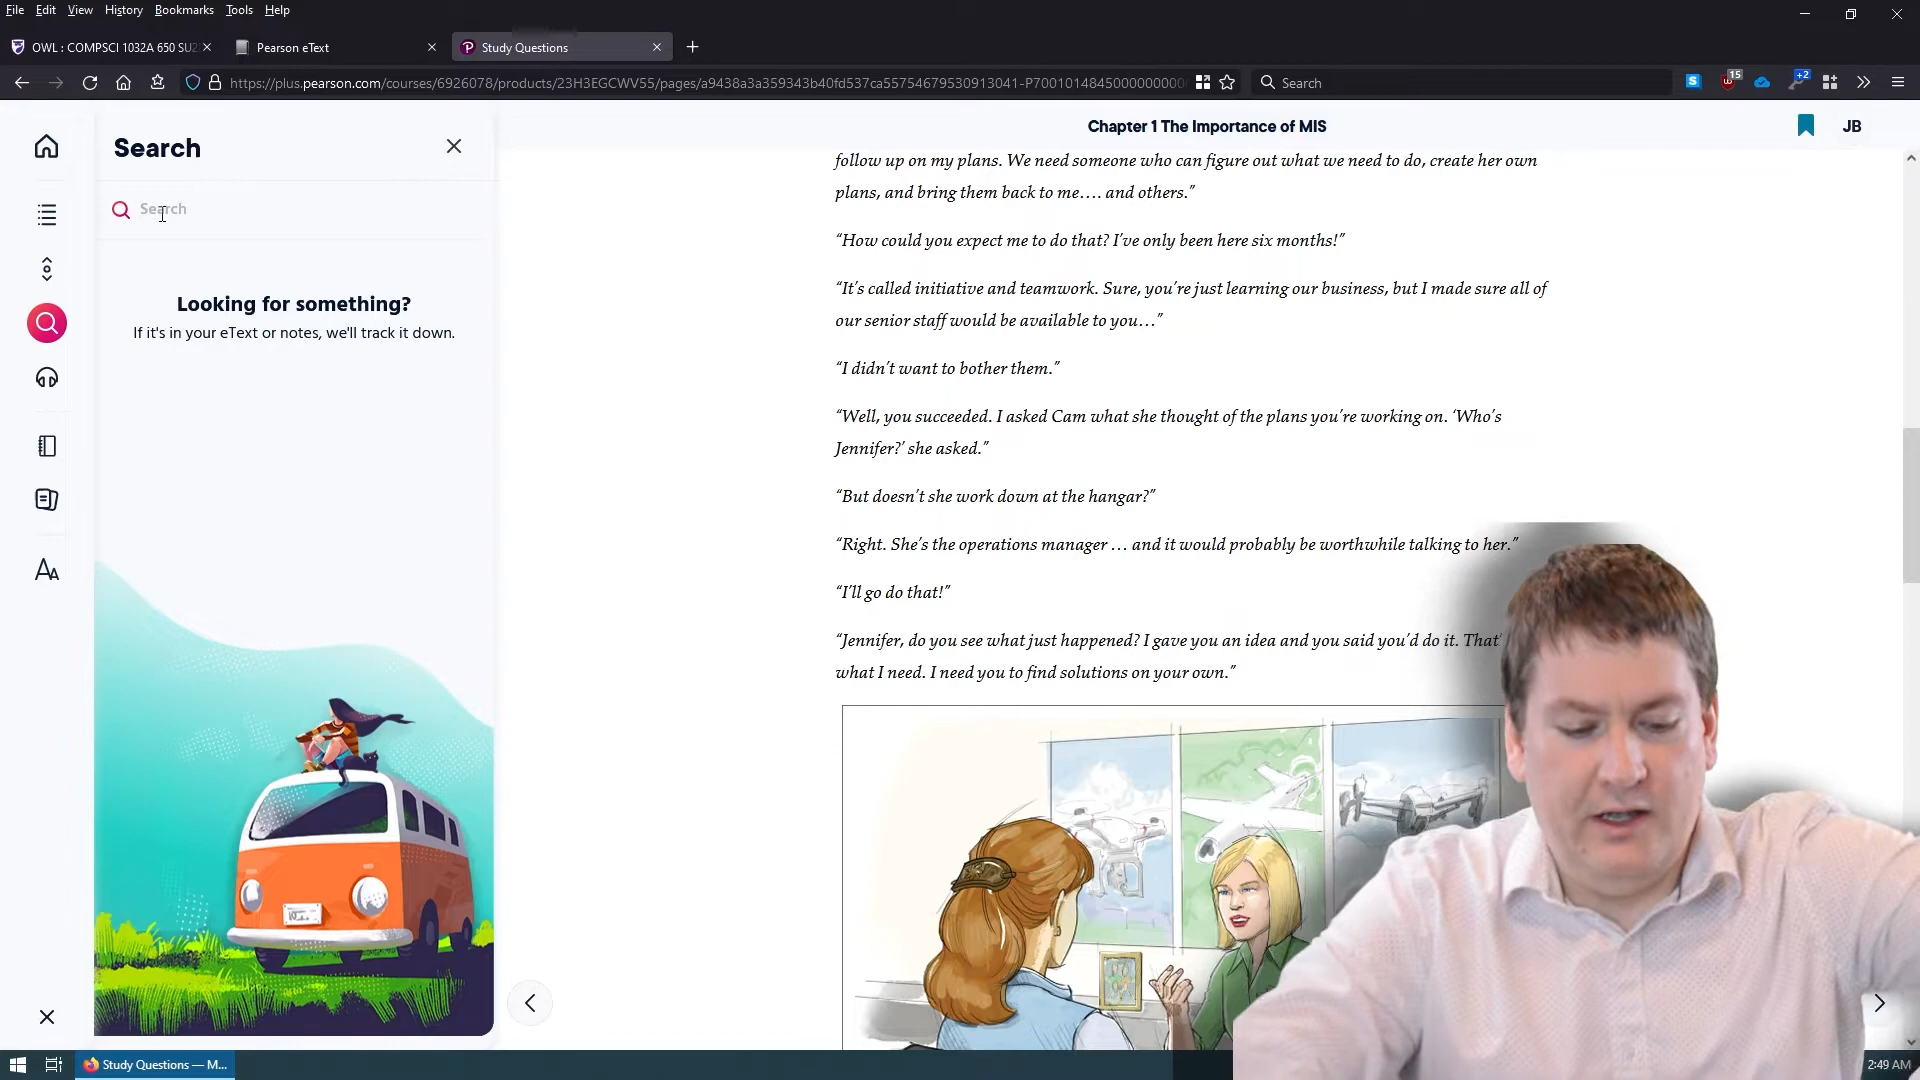 File Edit View History Bookmarks Tools Help
OWL : COMPSCI 1032A 650 SU2
Pearson eText
Study Questions
https://plus.pearson.com/courses/6926078/products/23H3EGCWV55/pages/a9438a3a359343b40fd537ca55754679530913041-P7001014845000000000
Search
15
+2
Search
Search
Looking for something?
If it's in your eText or notes, we'll track it down.
Chapter 1 The Importance of MIS
JB
follow up on my plans. We need someone who can figure out what we need to do, create her own
plans, and bring them back to me…. and others.”
“How could you expect me to do that? I’ve only been here six months!”
“It’s called initiative and teamwork. Sure, you’re just learning our business, but I made sure all of
our senior staff would be available to you…”
“I didn’t want to bother them.”
“Well, you succeeded. I asked Cam what she thought of the plans you’re working on. ‘Who’s
Jennifer?’ she asked.”
“But doesn’t she work down at the hangar?”
“Right. She’s the operations manager … and it would probably be worthwhile talking to her.”
“I’ll go do that!”
“Jennifer, do you see what just happened? I gave you an idea and you said you’d do it. That’
what I need. I need you to find solutions on your own.”
Study Questions — M...
2:49 AM